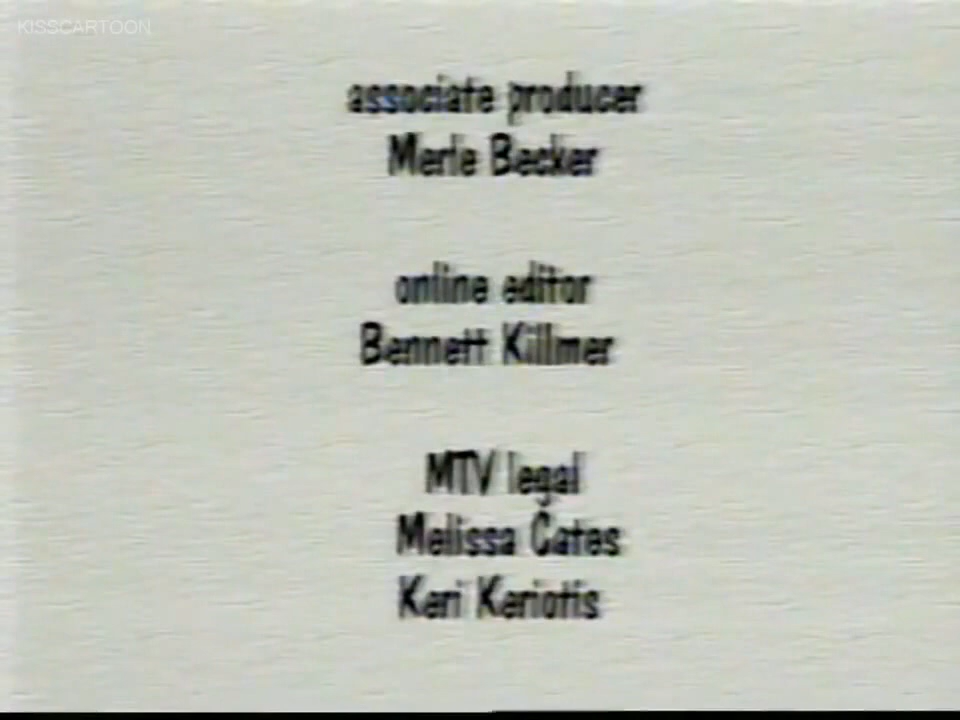 KISSCARTOON
associate producer
Merle Becker
online editor
Bennett Killmer
MTV legal
Melissa Cates
Keri Keriotis